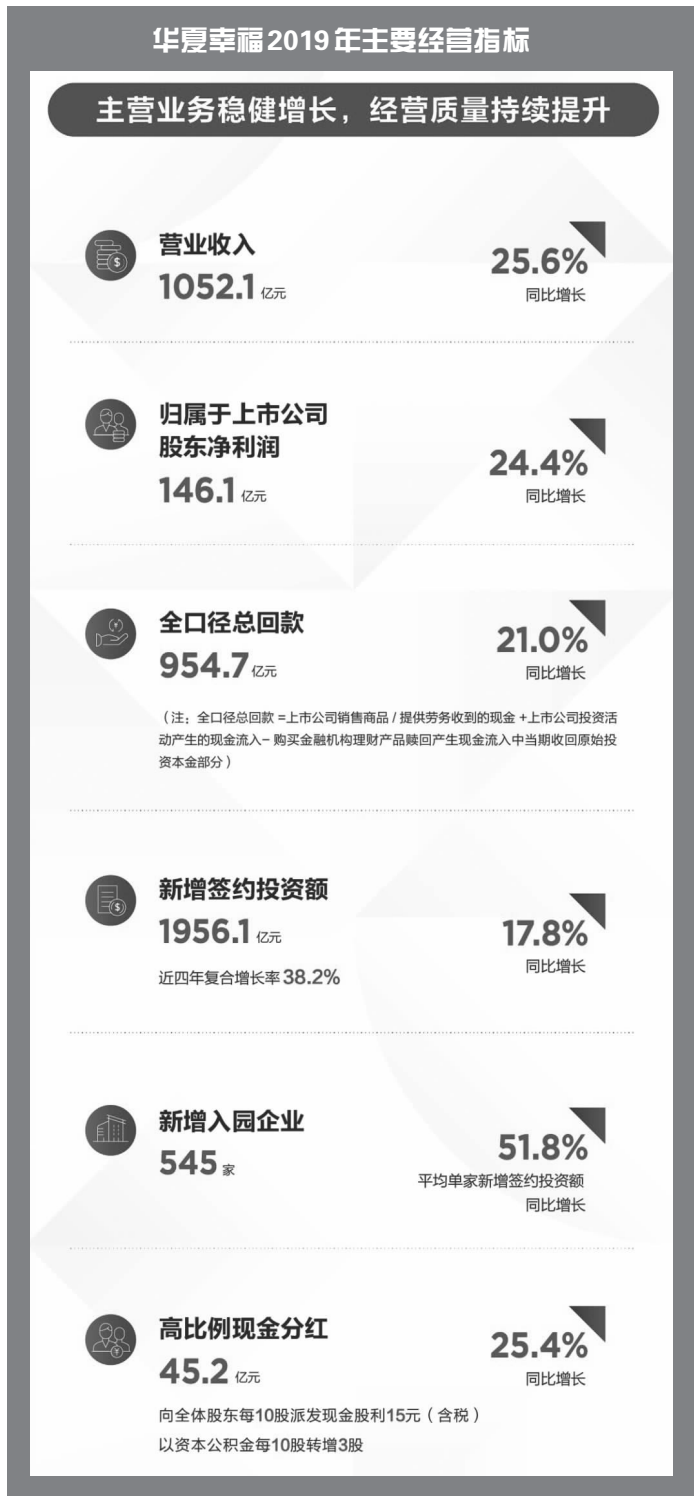 华夏幸福2019年主要经营指标
主营业务稳健增长，经营质量持续提升
营业收入
1052.1 亿元
25.6%
同比增长
归属于上市公司
股东净利润
146.1 亿元
24.4%
同比增长
全口径总回款
954.7 亿元
21.0%
同比增长
（注：全口径总回款=上市公司销售商品/提供劳务收到的现金+上市公司投资活
动产生的现金流入-购买金融机构理财产品赎回产生现金流入中当期收回原始投
资本金部分）
新增签约投资额
1956.1 亿元
近四年复合增长率38.2%
17.8%
同比增长
新增入园企业
545 家
51.8%
平均单家新增签约投资额
同比增长
高比例现金分红
45.2 亿元
25.4%
同比增长
向全体股东每10股派发现金股利15元（含税）
以资本公积金每10股转增3股